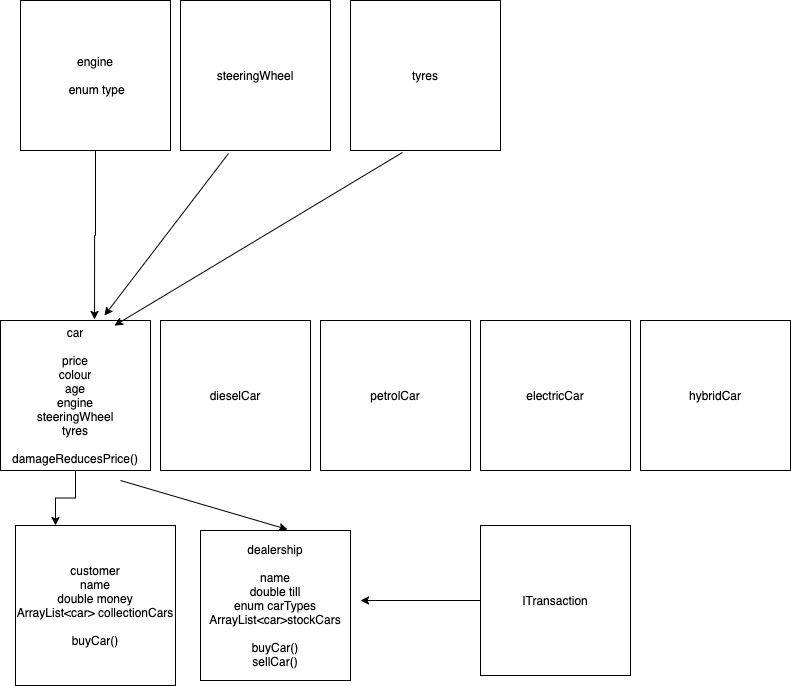 engine
enum type
steeringWheel
tyres
car
price
colour
age
engine
steeringWheel
tyres
damageReducesPrice()
dieselCar
petrolCar
electricCar
hybridCar
customer
name
double money
ArrayList<car> collectionCars
buyCar()
dealership
name
double till
enum carTypes
ArrayList<car>stockCars
buyCar()
sellCar()
ITransaction